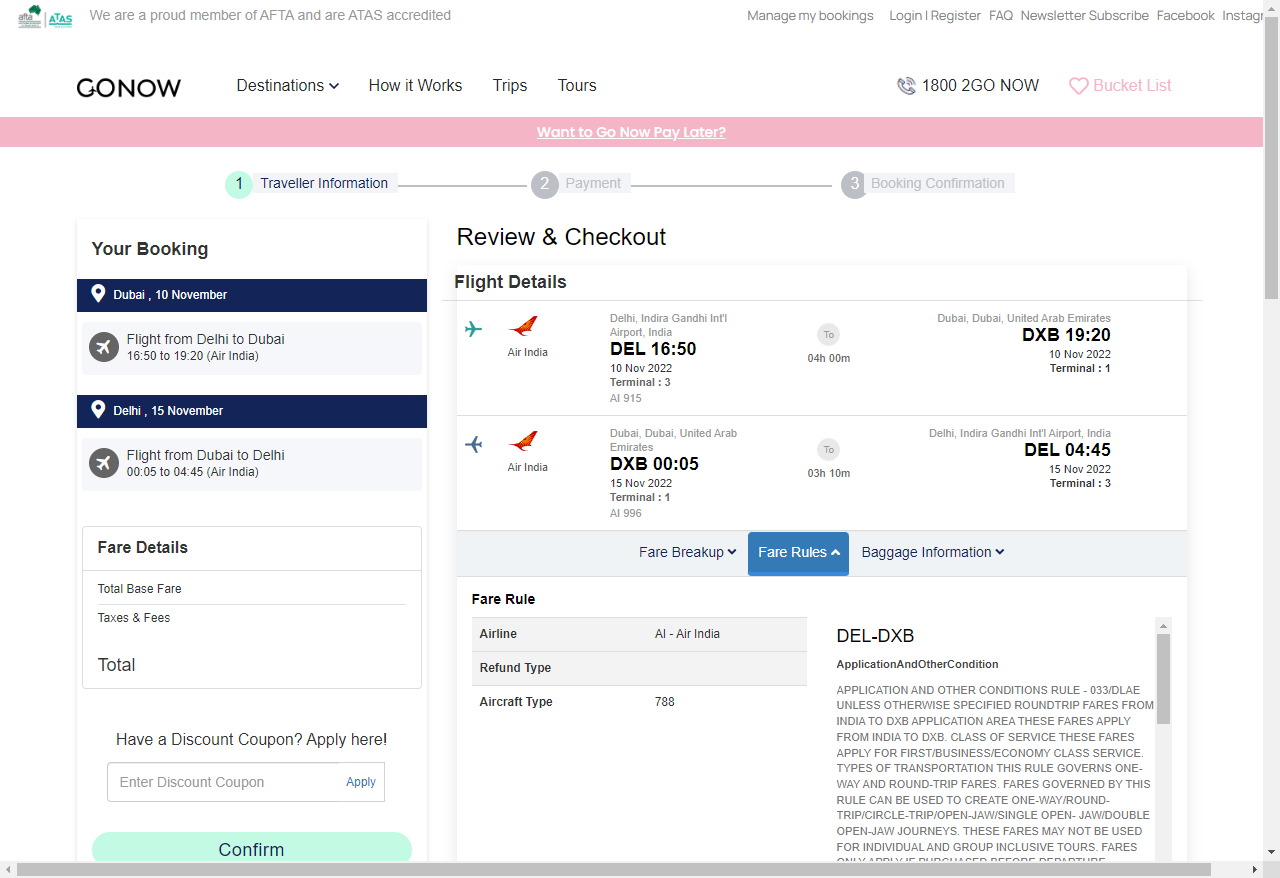 afta ATAS We are a proud member of AFTA and are ATAS accredited
Manage my bookings Login | Register FAQ Newsletter Subscribe Facebook Instagr
GONOW Destinations How it Works Trips Tours 1800 2GO NOW Bucket List
Want to Go Now Pay Later?
1 Traveller Information 2 Payment 3 Booking Confirmation
Your Booking
Dubai , 10 November
Flight from Delhi to Dubai
16:50 to 19:20 (Air India)
Delhi , 15 November
Flight from Dubai to Delhi
00:05 to 04:45 (Air India)
Fare Details
Total Base Fare
Taxes & Fees
Total
Have a Discount Coupon? Apply here!
Enter Discount Coupon Apply
Confirm
Review & Checkout
Flight Details
Air India
Delhi, Indira Gandhi Int'l
Airport, India
DEL 16:50
10 Nov 2022
Terminal : 3
AI 915
To
04h 00m
Dubai, Dubai, United Arab Emirates
DXB 19:20
10 Nov 2022
Terminal : 1
Air India
Dubai, Dubai, United Arab
Emirates
DXB 00:05
15 Nov 2022
Terminal : 1
AI 996
To
03h 10m
Delhi, Indira Gandhi Int'l Airport, India
DEL 04:45
15 Nov 2022
Terminal : 3
Fare Breakup Fare Rules Baggage Information
Fare Rule
Airline AI - Air India
Refund Type
Aircraft Type 788
DEL-DXB
ApplicationAndOtherCondition
APPLICATION AND OTHER CONDITIONS RULE - 033/DLAE
UNLESS OTHERWISE SPECIFIED ROUNDTRIP FARES FROM
INDIA TO DXB APPLICATION AREA THESE FARES APPLY
FROM INDIA TO DXB. CLASS OF SERVICE THESE FARES
APPLY FOR FIRST/BUSINESS/ECONOMY CLASS SERVICE.
TYPES OF TRANSPORTATION THIS RULE GOVERNS ONE-
WAY AND ROUND-TRIP FARES. FARES GOVERNED BY THIS
RULE CAN BE USED TO CREATE ONE-WAY/ROUND-
TRIP/CIRCLE-TRIP/OPEN-JAW/SINGLE OPEN- JAW/DOUBLE
OPEN-JAW JOURNEYS. THESE FARES MAY NOT BE USED
FOR INDIVIDUAL AND GROUP INCLUSIVE TOURS. FARES
ONLY APPLY IF PURCHASED BEFORE DEPARTURE